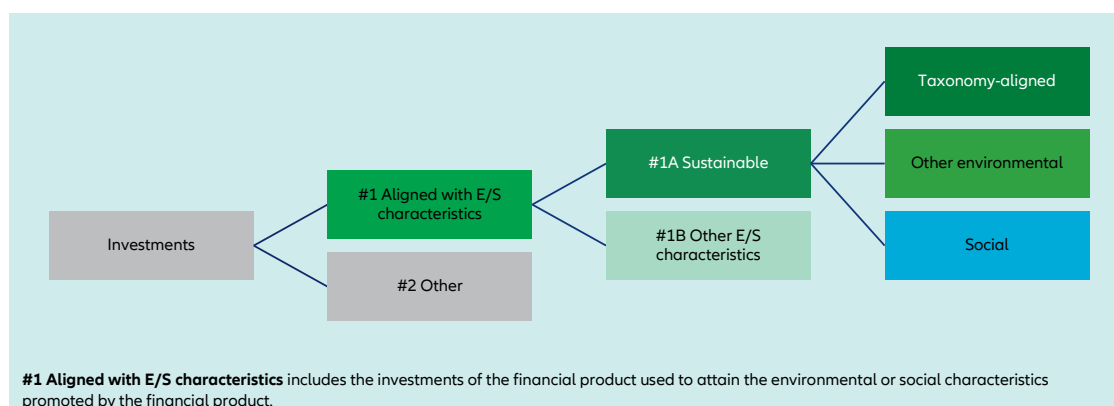 Taxonomy-aligned
#1A Sustainable
Other environmental
#1 Aligned with E/S
characteristics
#1B Other E/S
characteristics
Social
Investments
#2 Other
#1 Aligned with E/S characteristics includes the investments of the financial product used to attain the environmental or social characteristics
promoted by the financial product.